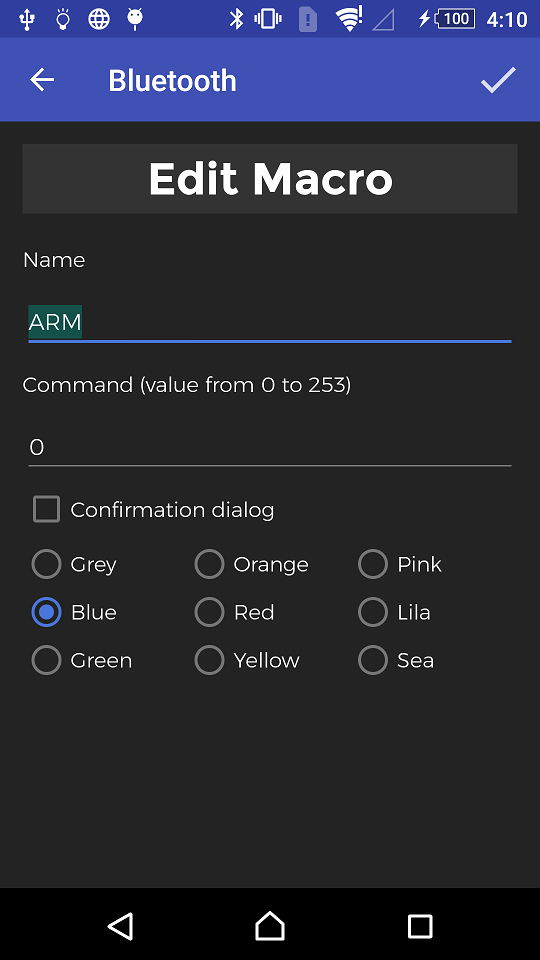 100 4:10
Bluetooth
Edit Macro
Name
ARM
Command (value from 0 to 253)
0
Confirmation dialog
Grey Orange Pink
Blue Red Lila
Green Yellow Sea